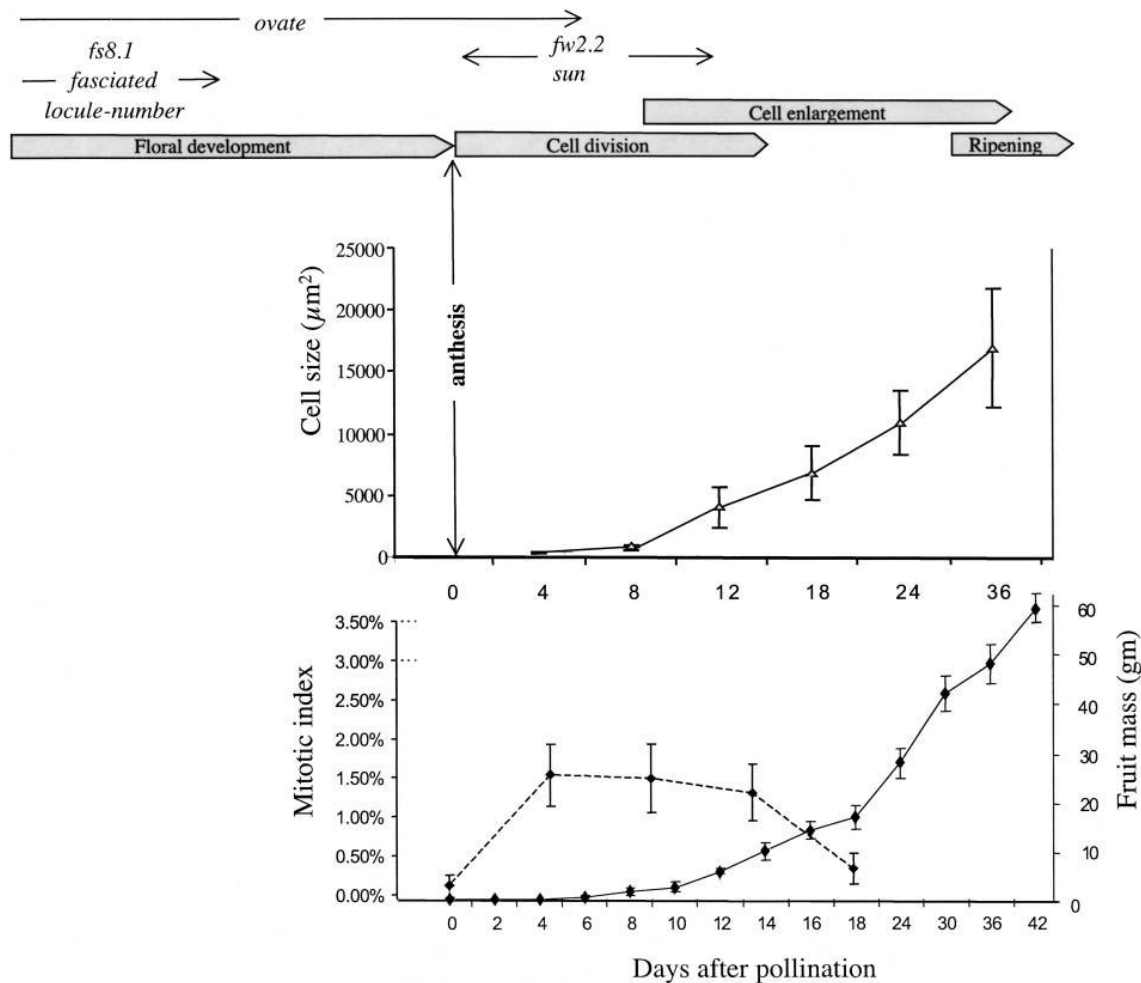 ovate
fs8.1
fasciated
locule-number
fw2.2
sun
Cell enlargement
Floral development
Cell division
Ripening
anthesis
Cell size (µm²)
25000
20000
15000
10000
5000
0
0 4 8 12 18 24 36
Mitotic index
3.50%
3.00%
2.50%
2.00%
1.50%
1.00%
0.50%
0.00%
Fruit mass (gm)
60
50
40
30
20
10
0
0 2 4 6 8 10 12 14 16 18 24 30 36 42
Days after pollination